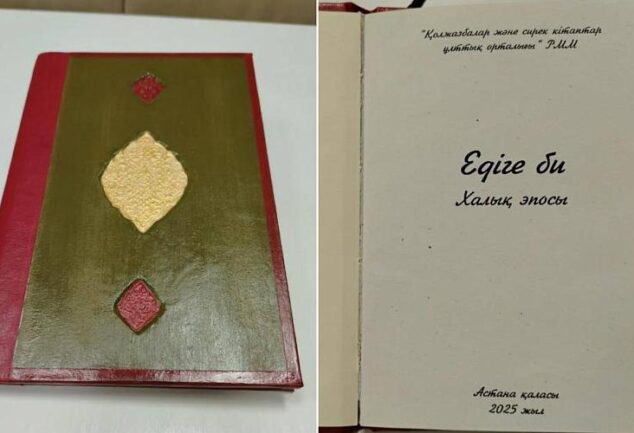 "Қолжазбалар және сирек кітаптар
ұлттық орталығы" РММ
Едіге би
Халық эпосы
Астана қаласы
2025 жыл